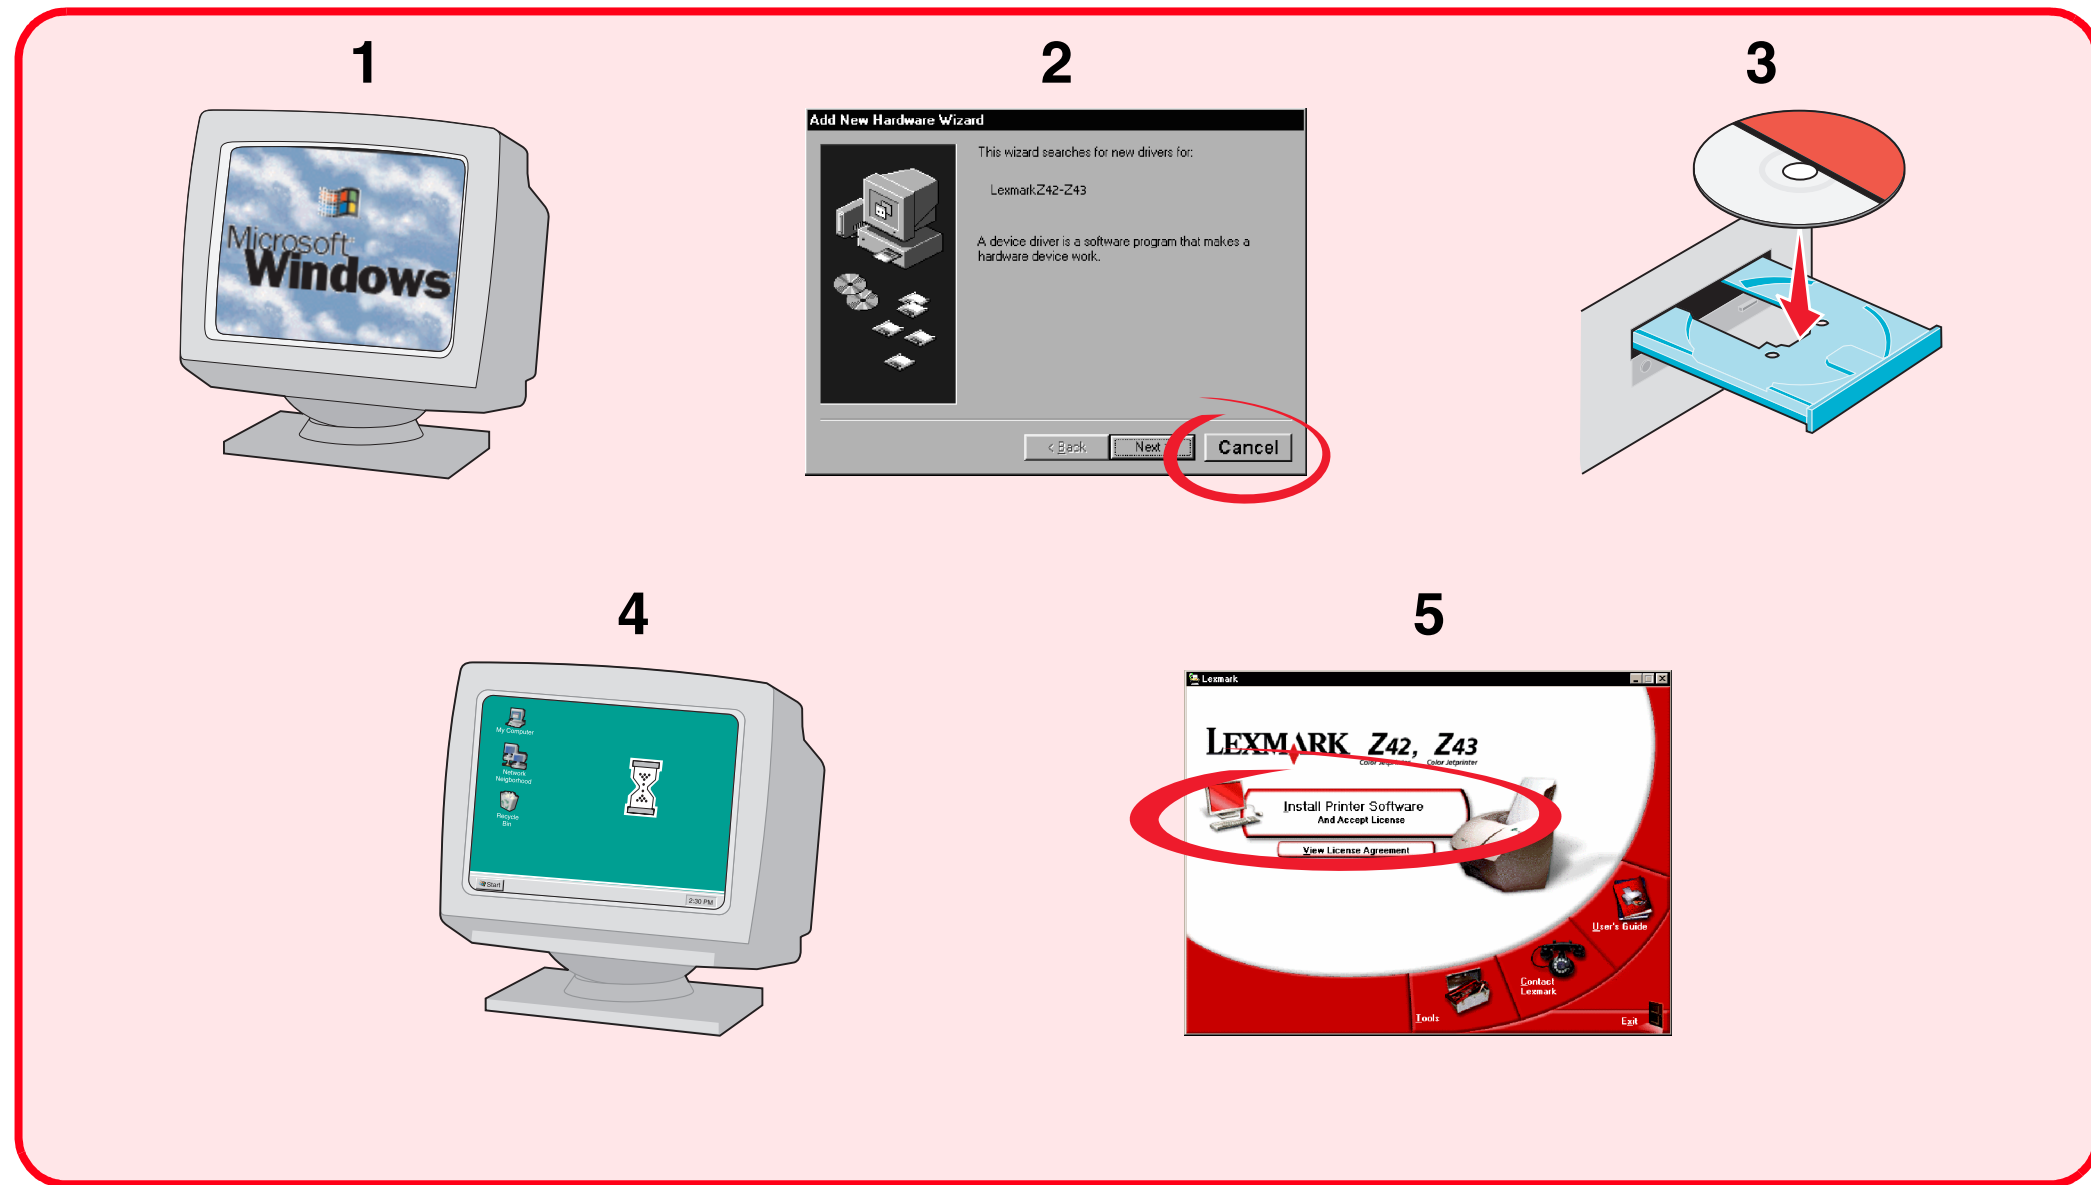 1
2
3
Microsoft
Windows
Add New Hardware Wizard
This wizard searches for new drivers for:
LexmarkZ42-Z43
A device driver is a software program that makes a
hardware device work.
< Back
Next
Cancel
4
5
My Computer
Network
Neigborhood
Recycle
Bin
Start
2:30 PM
Lexmark
LEXMARK Z42, Z43
Color Jetprinter
Color Jetprinter
Install Printer Software
And Accept License
View License Agreement
User's Guide
Contact
Lexmark
Tools
Exit